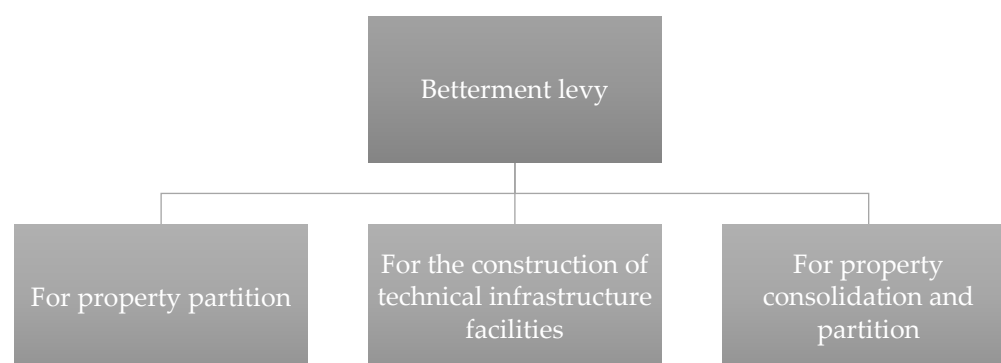 Betterment levy
For property partition
For the construction of
technical infrastructure
facilities
For property
consolidation and
partition